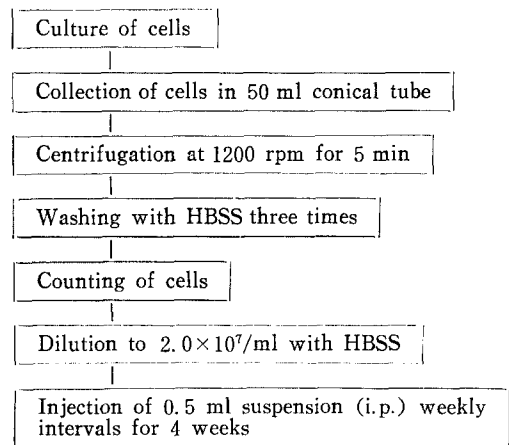 Culture of cells
Collection of cells in 50 ml conical tube
Centrifugation at 1200 rpm for 5 min
Washing with HBSS three times
Counting of cells
Dilution to 2.0×10⁷/ml with HBSS
Injection of 0.5 ml suspension (i.p.) weekly
intervals for 4 weeks